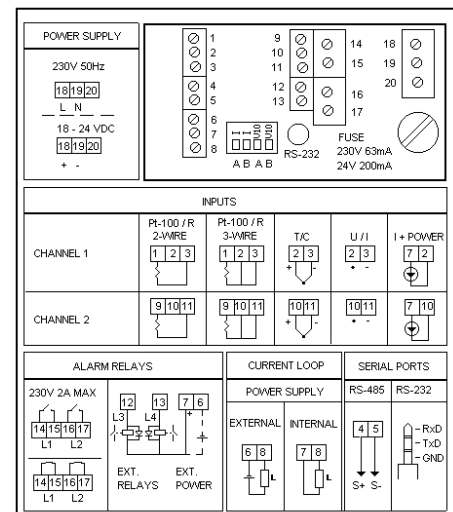 POWER SUPPLY
230V 50Hz
18 19 20
L N
18 - 24 VDC
18 19 20
+ -
1
2
3
4
5
6
7
8
9
10
11
12
13
14
15
16
17
18
19
20
I I U10 U10
A B A B
RS-232
FUSE
230V 63mA
24V 200mA
INPUTS
Pt-100 / R
2-WIRE
Pt-100 / R
3-WIRE
T/C
U / I
I + POWER
CHANNEL 1
1 2 3
1 2 3
2 3
+ -
2 3
+ -
7 2
CHANNEL 2
9 10 11
9 10 11
10 11
+ -
10 11
+ -
7 10
ALARM RELAYS
230V 2A MAX
14 15 16 17
L1 L2
14 15 16 17
L1 L2
12 13 7 6
L3 L4 +
EXT.
RELAYS
EXT.
POWER
CURRENT LOOP
POWER SUPPLY
EXTERNAL
6 8
L
INTERNAL
7 8
L
SERIAL PORTS
RS-485
4 5
S+ S-
RS-232
RxD
TxD
GND